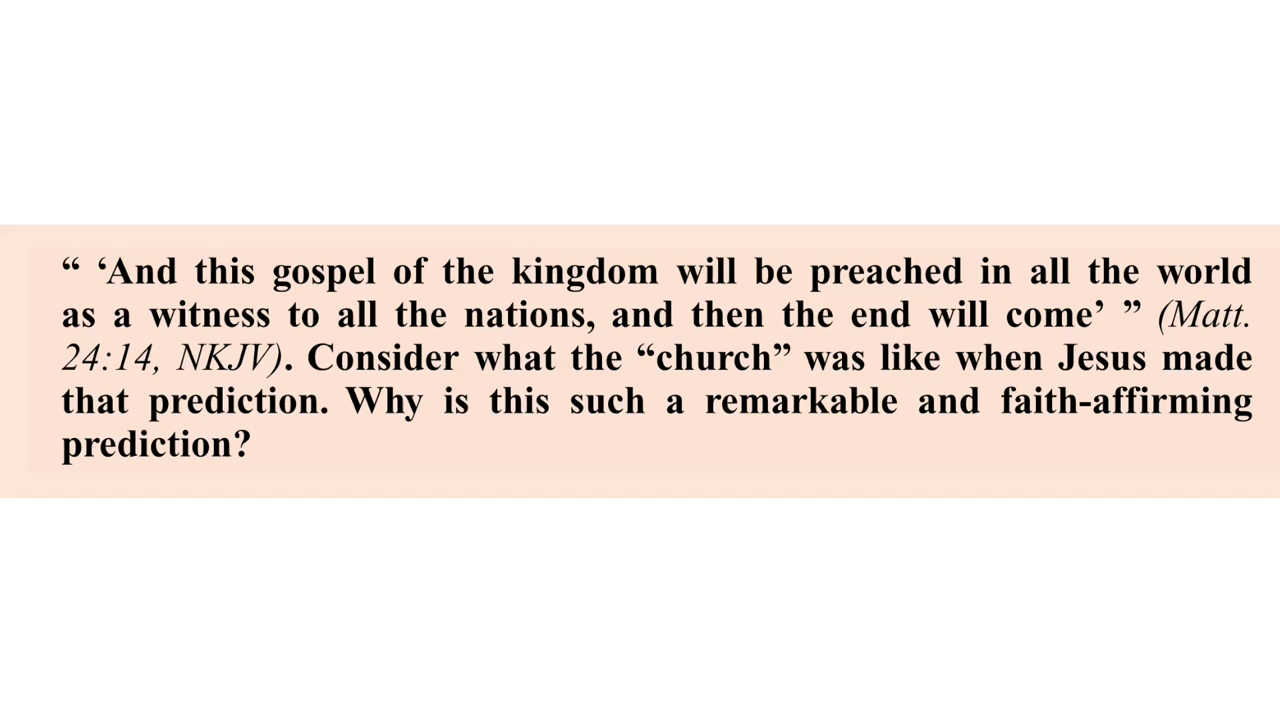 “ ‘And this gospel of the kingdom will be preached in all the world
as a witness to all the nations, and then the end will come’ ” (Matt.
24:14, NKJV). Consider what the “church” was like when Jesus made
that prediction. Why is this such a remarkable and faith-affirming
prediction?